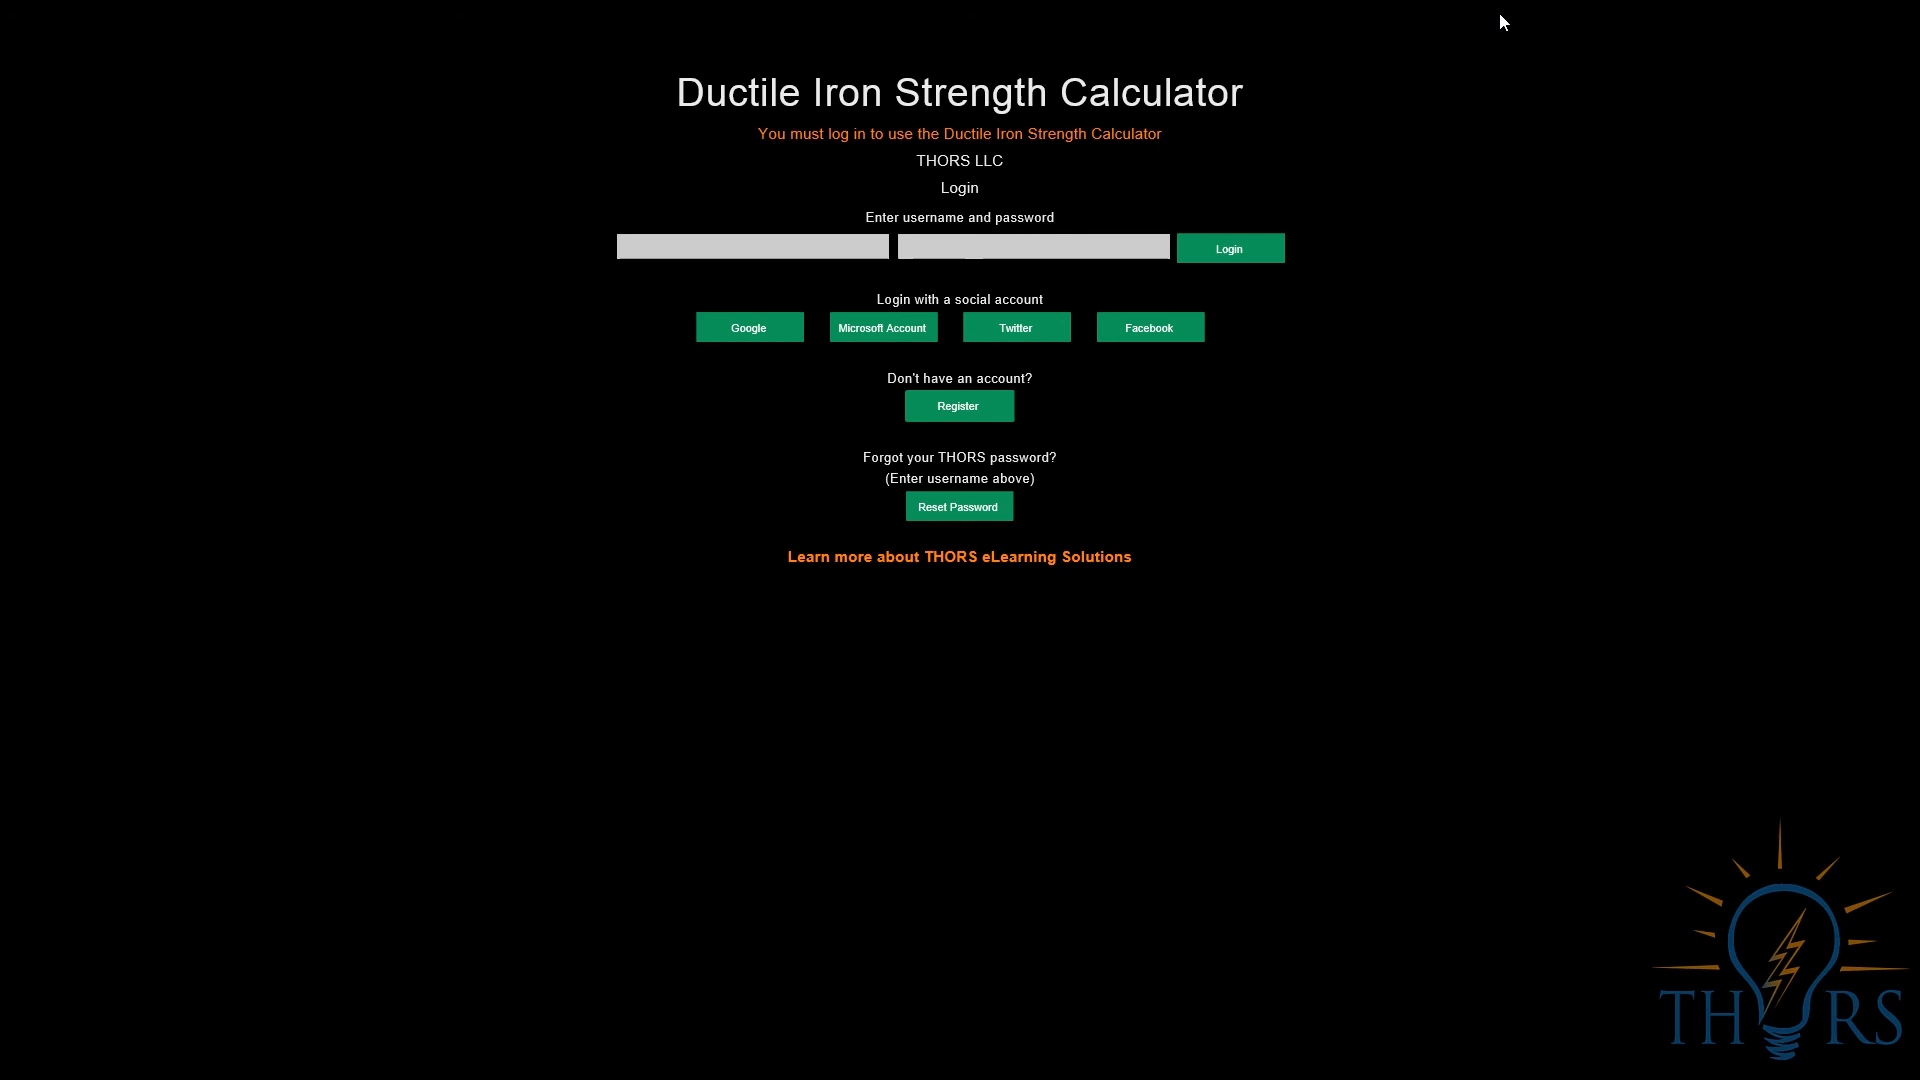 Ductile Iron Strength Calculator
You must log in to use the Ductile Iron Strength Calculator
THORS LLC
Login
Enter username and password
Login
Login with a social account
Google
Microsoft Account
Twitter
Facebook
Don't have an account?
Register
Forgot your THORS password?
(Enter username above)
Reset Password
Learn more about THORS eLearning Solutions
THORS